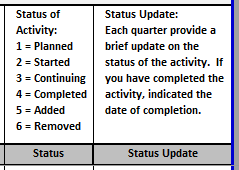 Status of
Activity:
1 = Planned
2 = Started
3 = Continuing
4 = Completed
5 = Added
6 = Removed
Status Update:
Each quarter provide a
brief update on the
status of the activity.  If
you have completed the
activity, indicated the
date of completion.
Status
Status Update